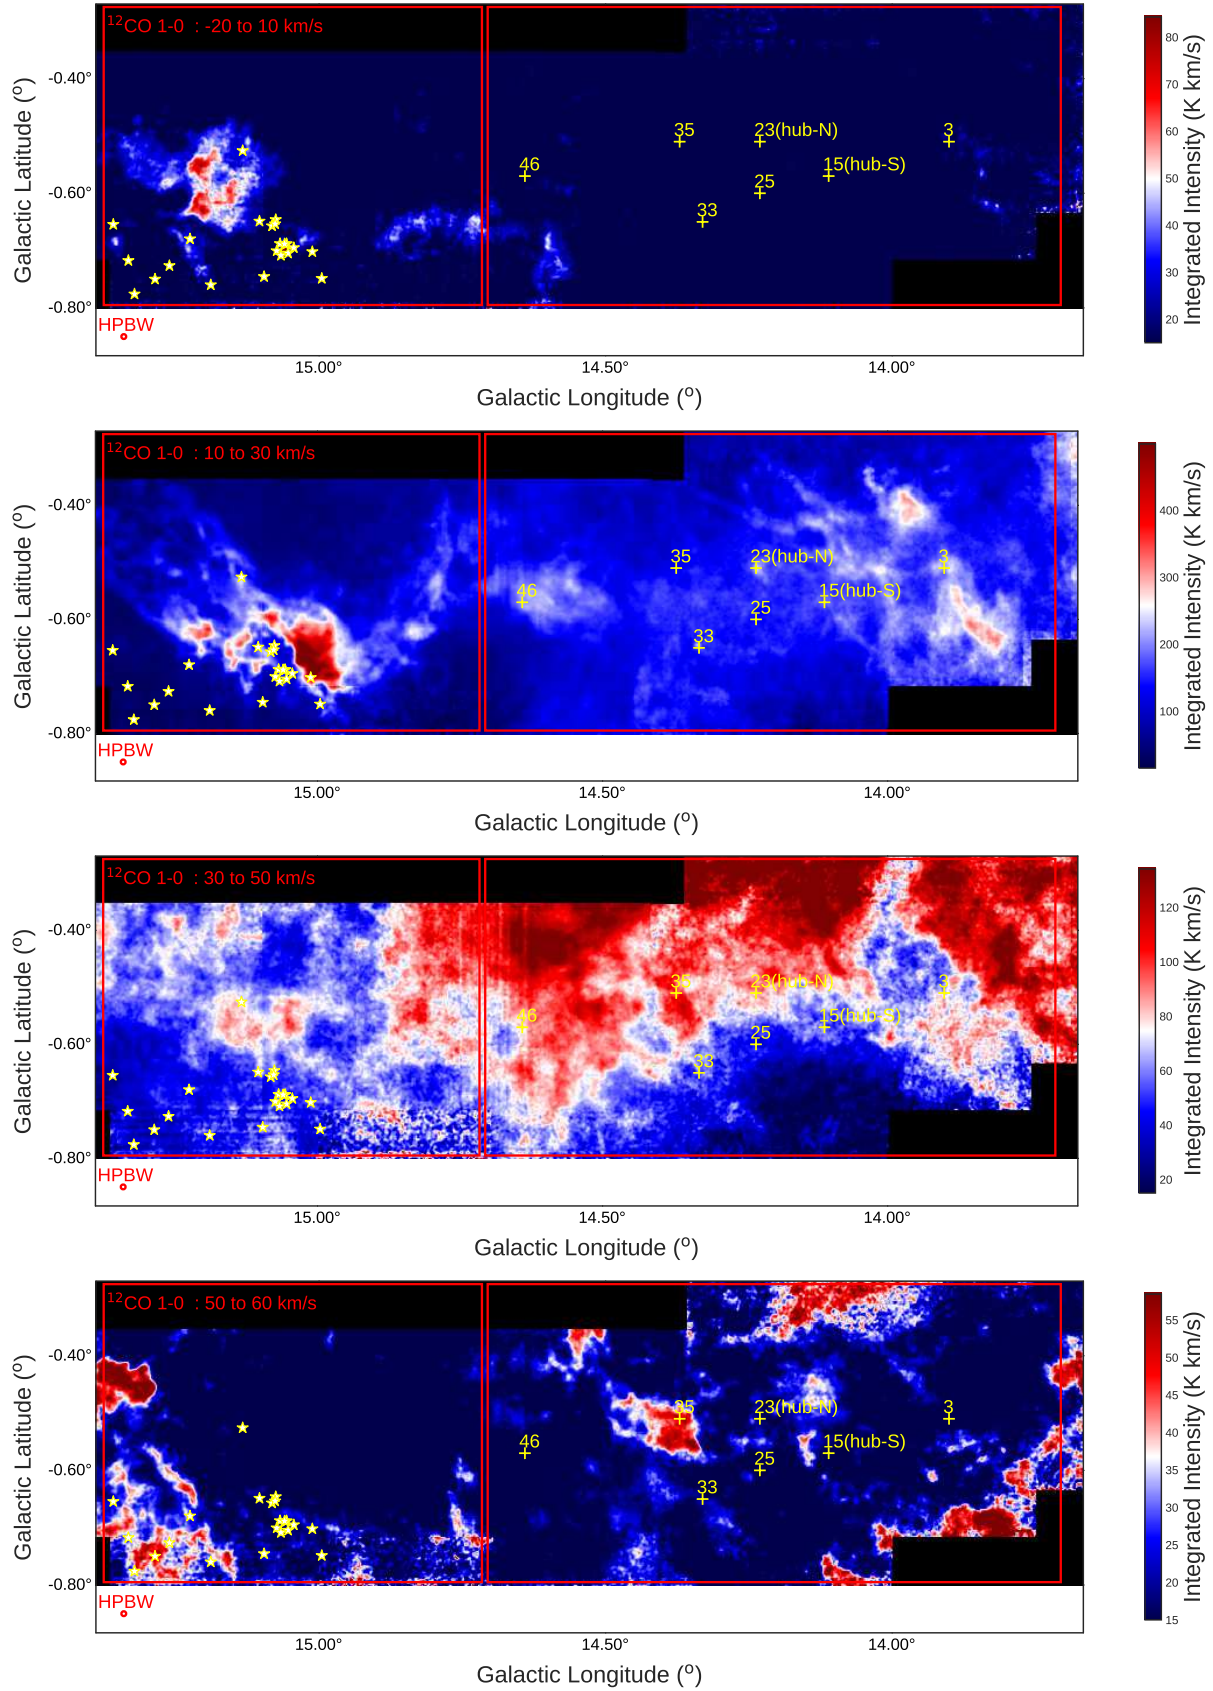 ¹²CO 1-0 : -20 to 10 km/s
-0.40°
-0.60°
-0.80°
Galactic Latitude (°)
35
23(hub-N)
3
46
15(hub-S)
25
33
HPBW
15.00°
14.50°
14.00°
Galactic Longitude (°)
80
70
60
50
40
30
20
Integrated Intensity (K km/s)
¹²CO 1-0 : 10 to 30 km/s
-0.40°
-0.60°
-0.80°
Galactic Latitude (°)
35
23(hub-N)
3
46
15(hub-S)
25
33
HPBW
15.00°
14.50°
14.00°
Galactic Longitude (°)
400
300
200
100
Integrated Intensity (K km/s)
¹²CO 1-0 : 30 to 50 km/s
-0.40°
-0.60°
-0.80°
Galactic Latitude (°)
35
23(hub-N)
3
46
15(hub-S)
25
33
HPBW
15.00°
14.50°
14.00°
Galactic Longitude (°)
120
100
80
60
40
20
Integrated Intensity (K km/s)
¹²CO 1-0 : 50 to 60 km/s
-0.40°
-0.60°
-0.80°
Galactic Latitude (°)
35
23(hub-N)
3
46
15(hub-S)
25
33
HPBW
15.00°
14.50°
14.00°
Galactic Longitude (°)
55
50
45
40
35
30
25
20
15
Integrated Intensity (K km/s)